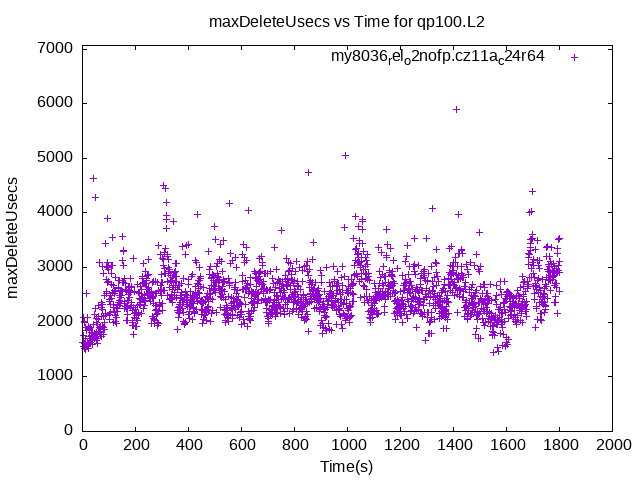 maxDeleteUsecs vs Time for qp100.L2
my8036relo2nofp.cz11ac24r64
maxDeleteUsecs
7000
6000
5000
4000
3000
2000
1000
0
0 200 400 600 800 1000 1200 1400 1600 1800 2000
Time(s)